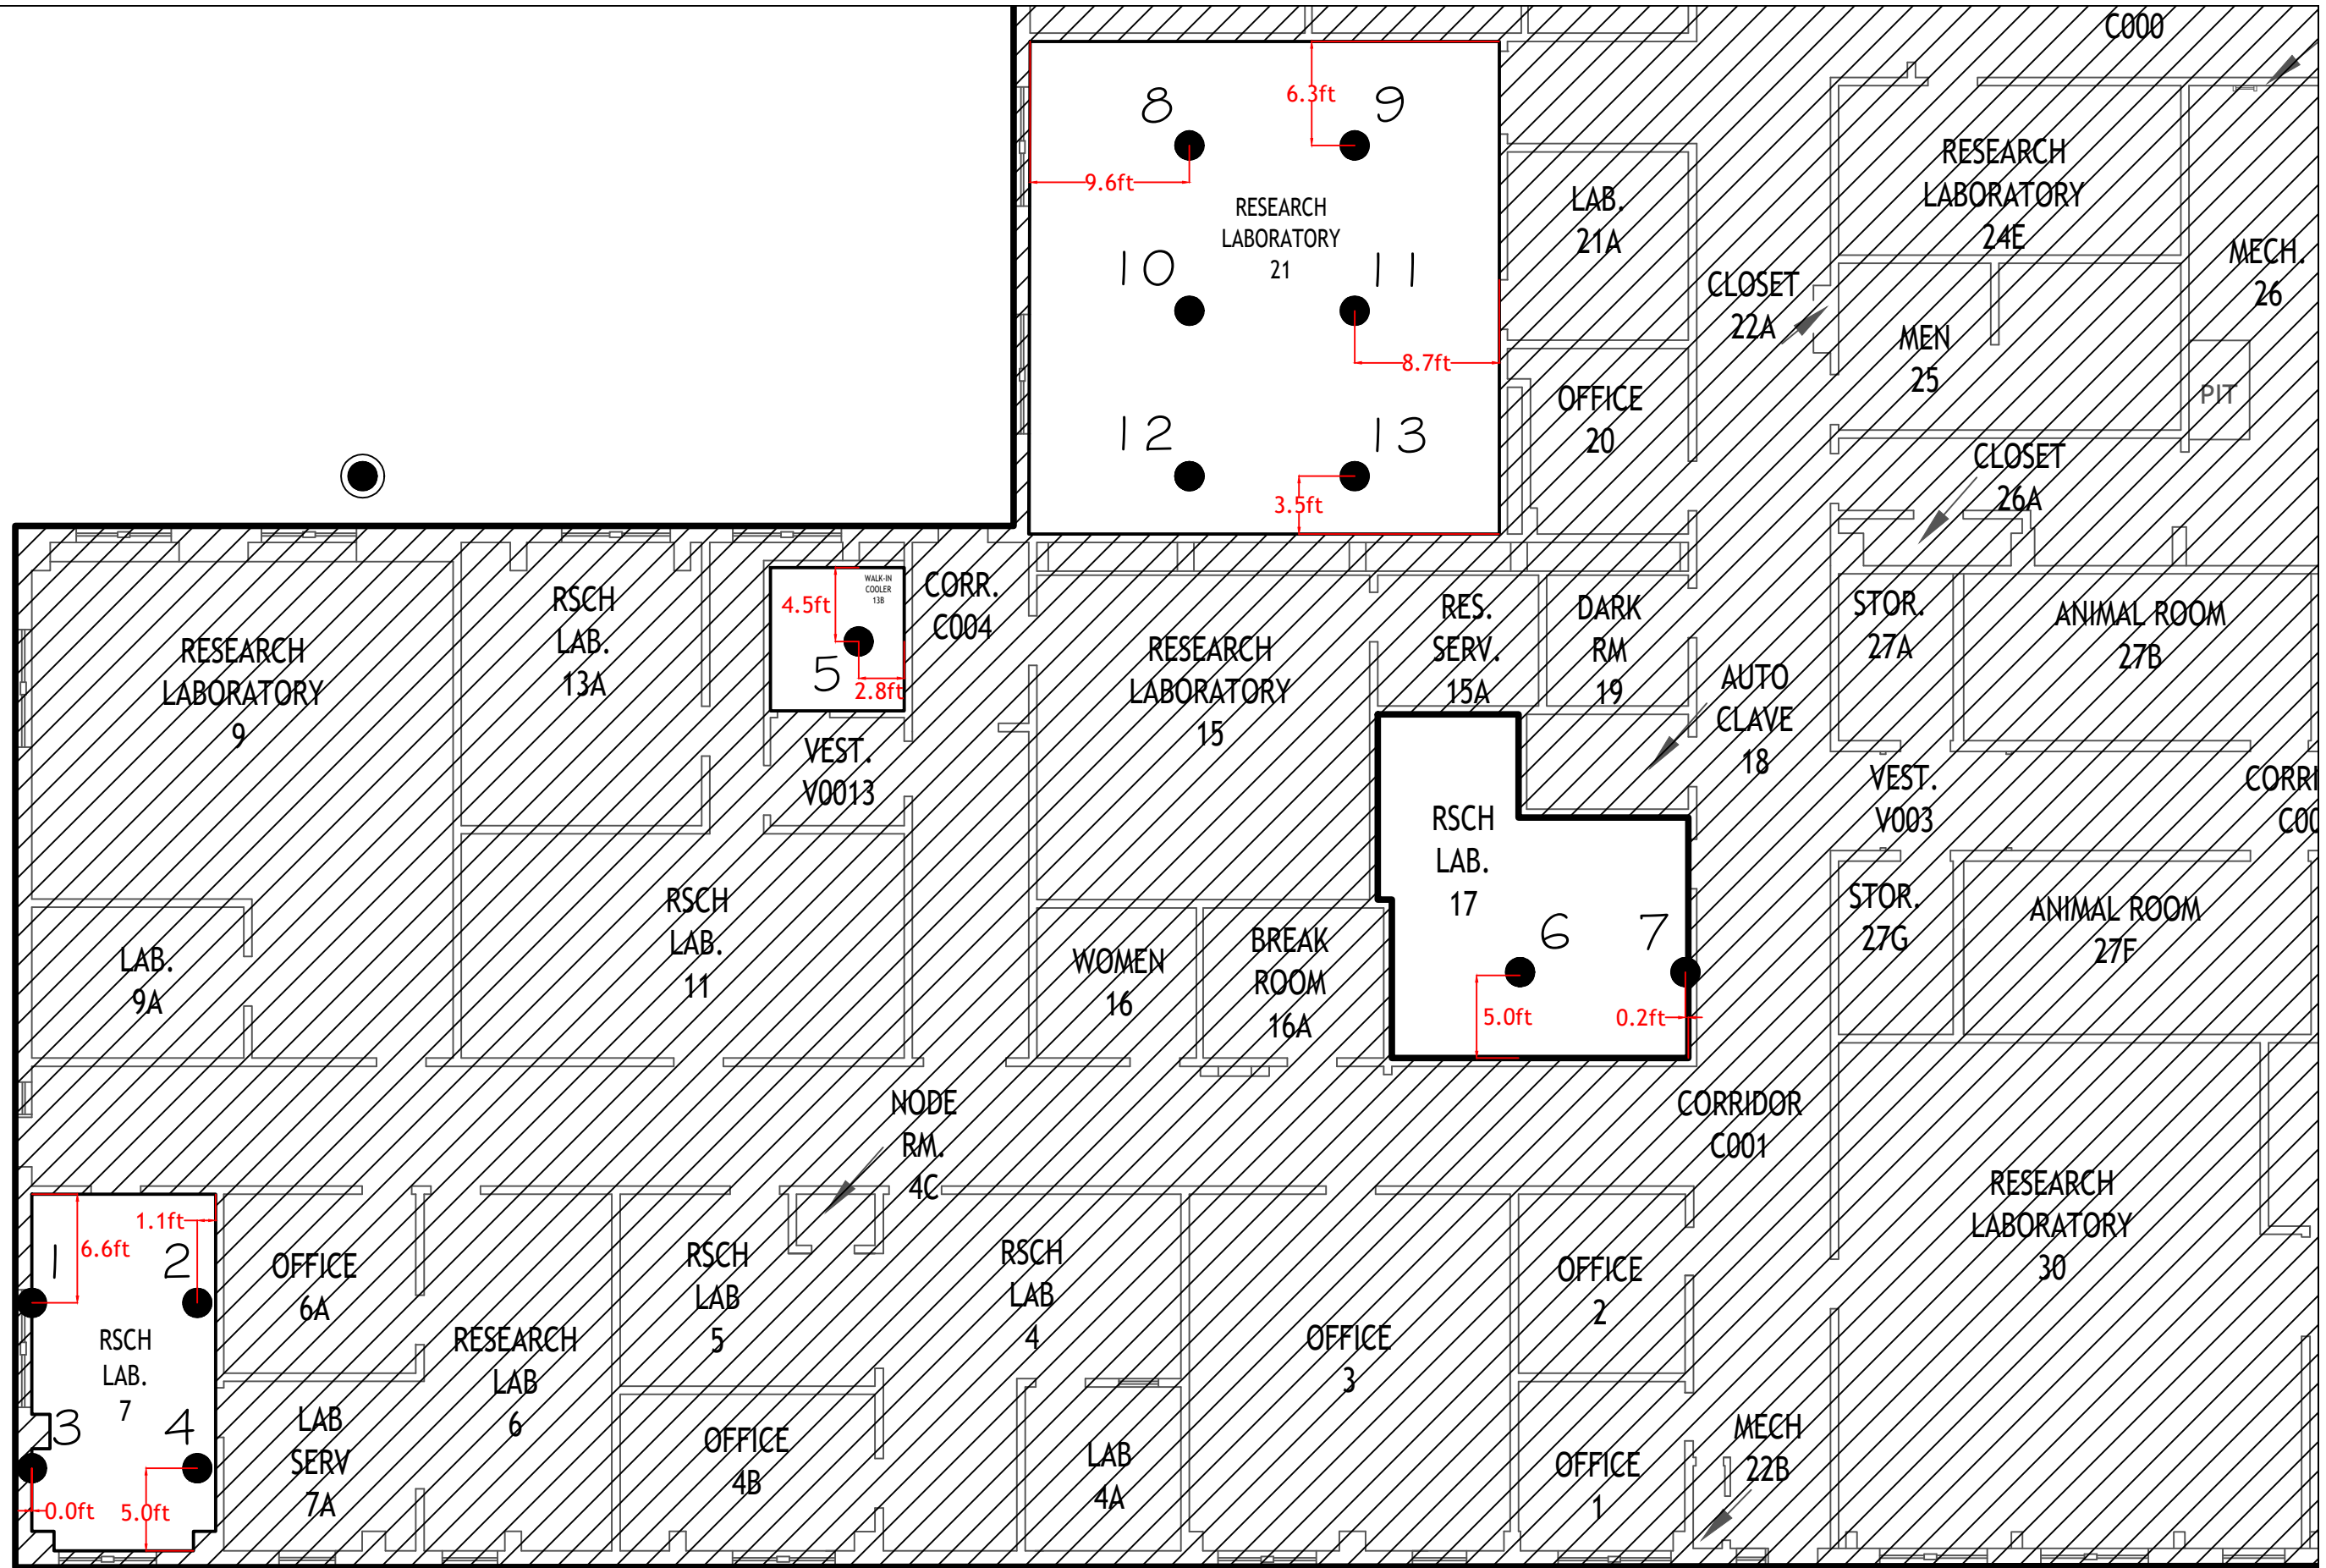 C000
8
6.3ft
9
9.6ft
RESEARCH
LABORATORY
21
10
11
8.7ft
12
13
3.5ft
LAB.
21A
CLOSET
22A
OFFICE
20
RESEARCH
LABORATORY
24E
MECH.
26
MEN
25
PIT
CLOSET
26A
RESEARCH
LABORATORY
9
RSCH
LAB.
13A
4.5ft
WALK-IN
COOLER
13B
5
2.8ft
CORR.
C004
VEST.
V0013
RESEARCH
LABORATORY
15
RES.
SERV.
15A
DARK
RM
19
AUTO
CLAVE
18
STOR.
27A
ANIMAL ROOM
27B
VEST.
V003
CORRI
C00
LAB.
9A
RSCH
LAB.
11
WOMEN
16
BREAK
ROOM
16A
RSCH
LAB.
17
6
7
5.0ft
0.2ft
STOR.
27G
ANIMAL ROOM
27F
NODE
RM.
4C
CORRIDOR
C001
1.1ft
6.6ft
1
2
RSCH
LAB.
7
3
4
0.0ft
5.0ft
OFFICE
6A
LAB
SERV
7A
RESEARCH
LAB
6
RSCH
LAB
5
OFFICE
4B
RSCH
LAB
4
LAB
4A
OFFICE
3
OFFICE
2
OFFICE
1
MECH
22B
RESEARCH
LABORATORY
30